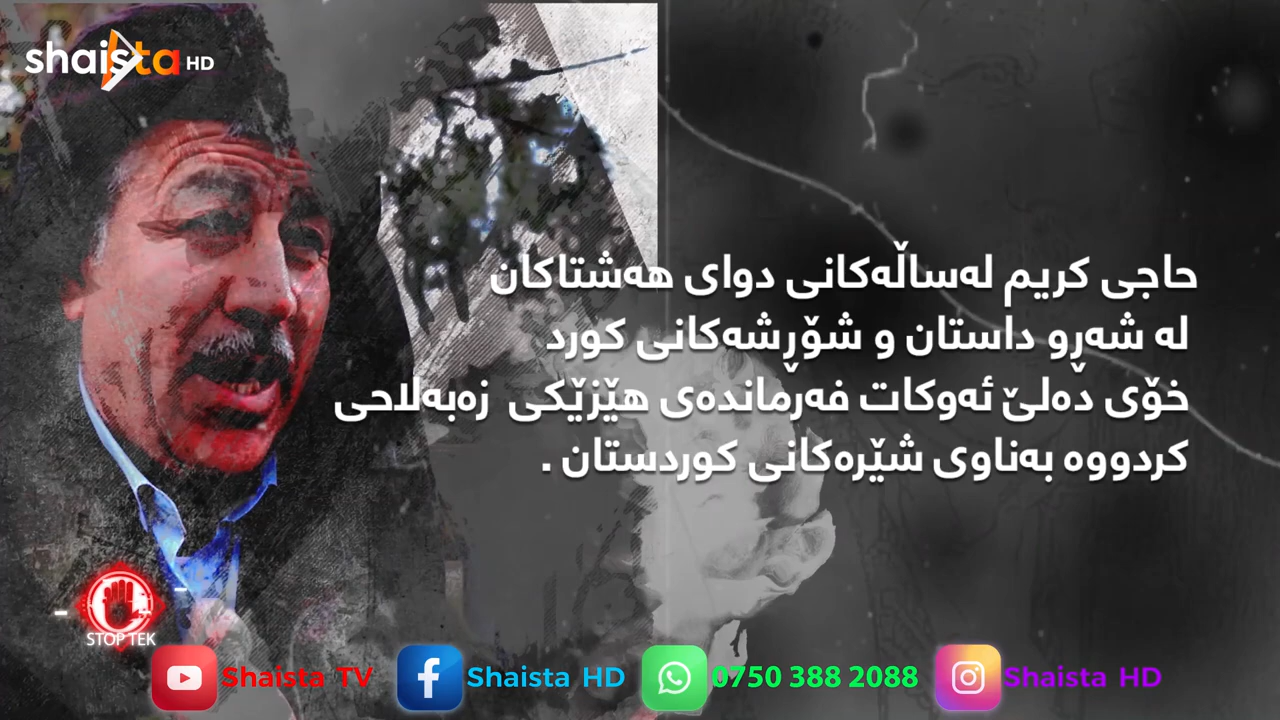 shaista HD
حاجی کریم لەساڵەکانی دوای هەشتاکان
لە شەڕو داستان و شۆڕشەکانی کورد
خۆی دەلێ ئەوکات فەرماندەی هێزێکی زەبەلاحی
کردووە بەناوی شێرەکانی کوردستان .
STOP TEK
Shaista TV
Shaista HD
0750 388 2088
Shaista HD